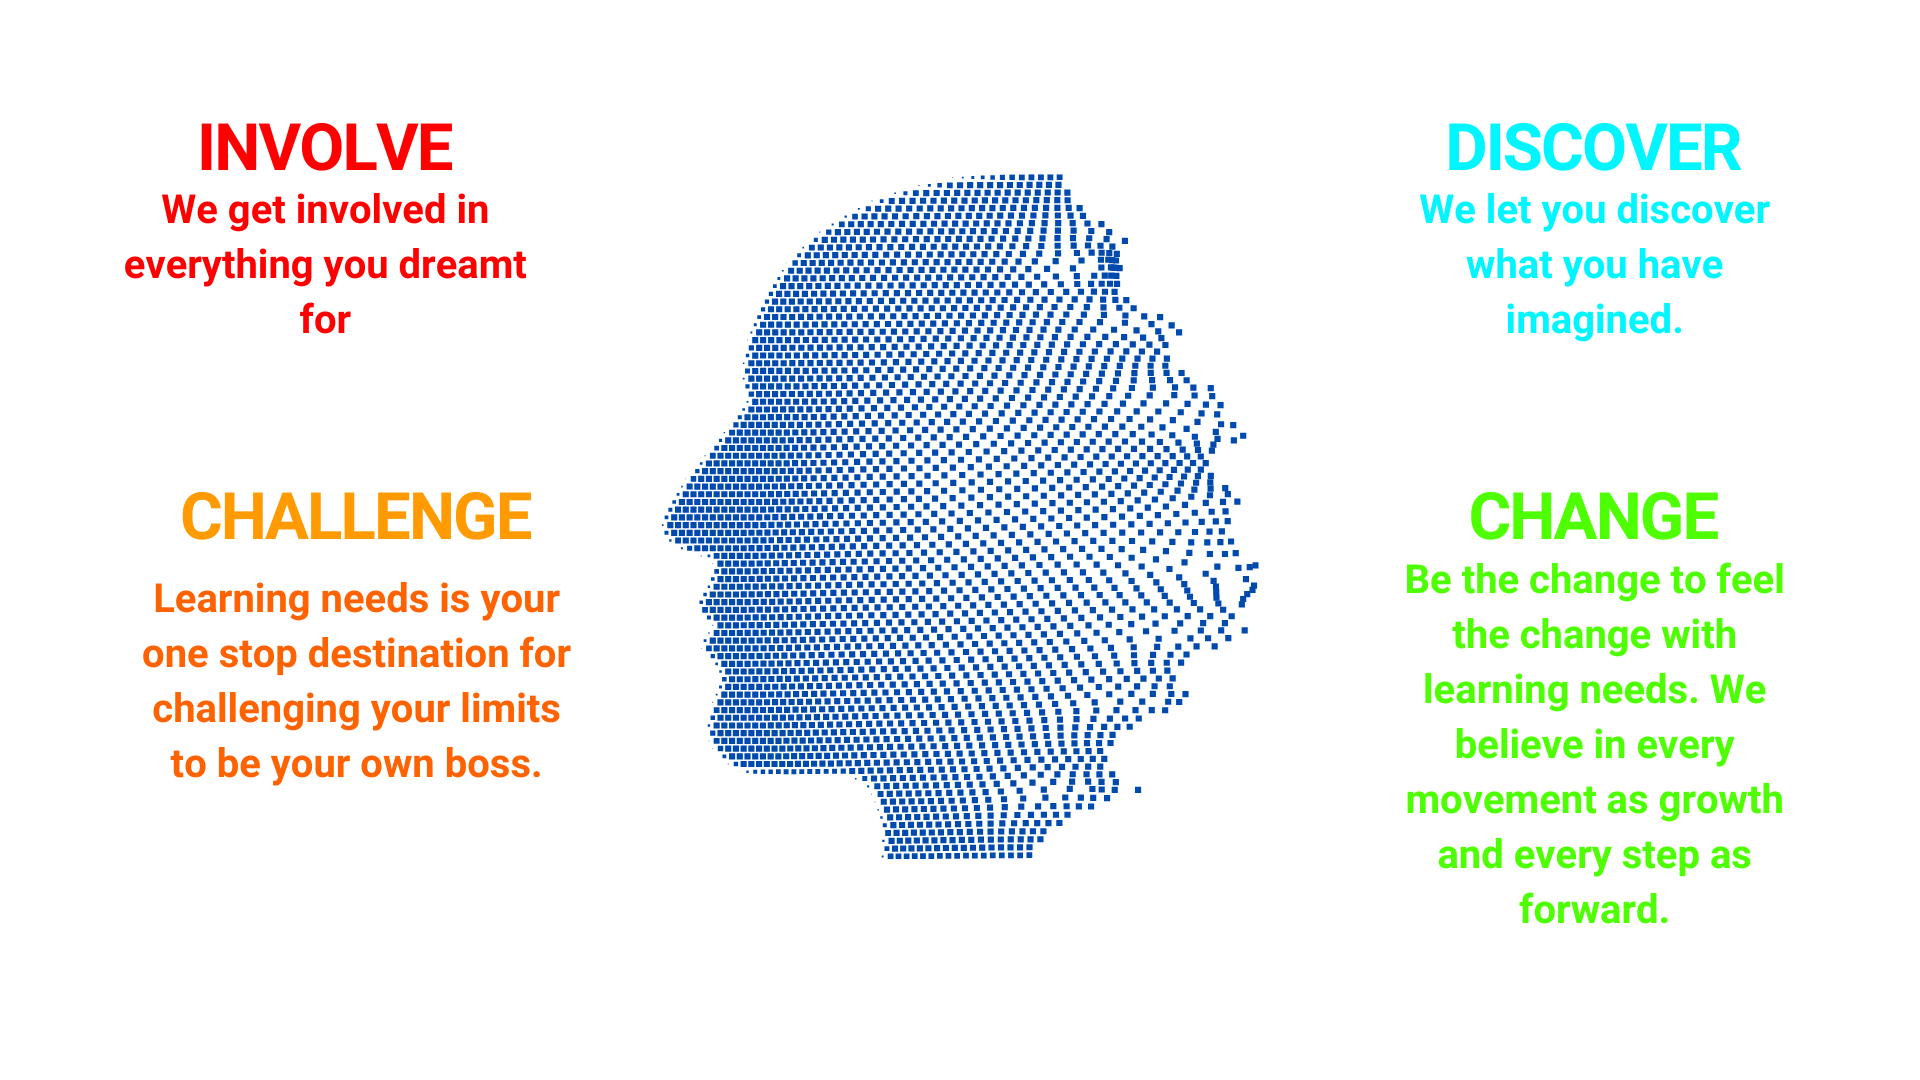 INVOLVE
We get involved in
everything you dreamt
for
DISCOVER
We let you discover
what you have
imagined.
CHALLENGE
Learning needs is your
one stop destination for
challenging your limits
to be your own boss.
CHANGE
Be the change to feel
the change with
learning needs. We
believe in every
movement as growth
and every step as
forward.